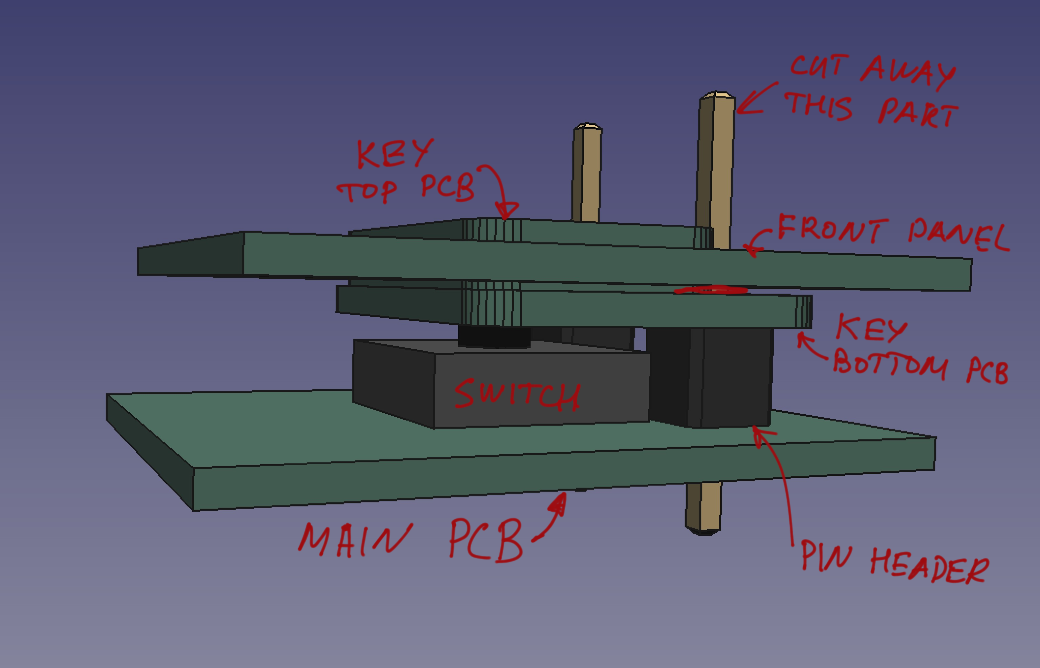 CUT AWAY
THIS PART
KEY
TOP PCB
FRONT PANEL
KEY
BOTTOM PCB
SWITCH
MAIN PCB
PIN HEADER